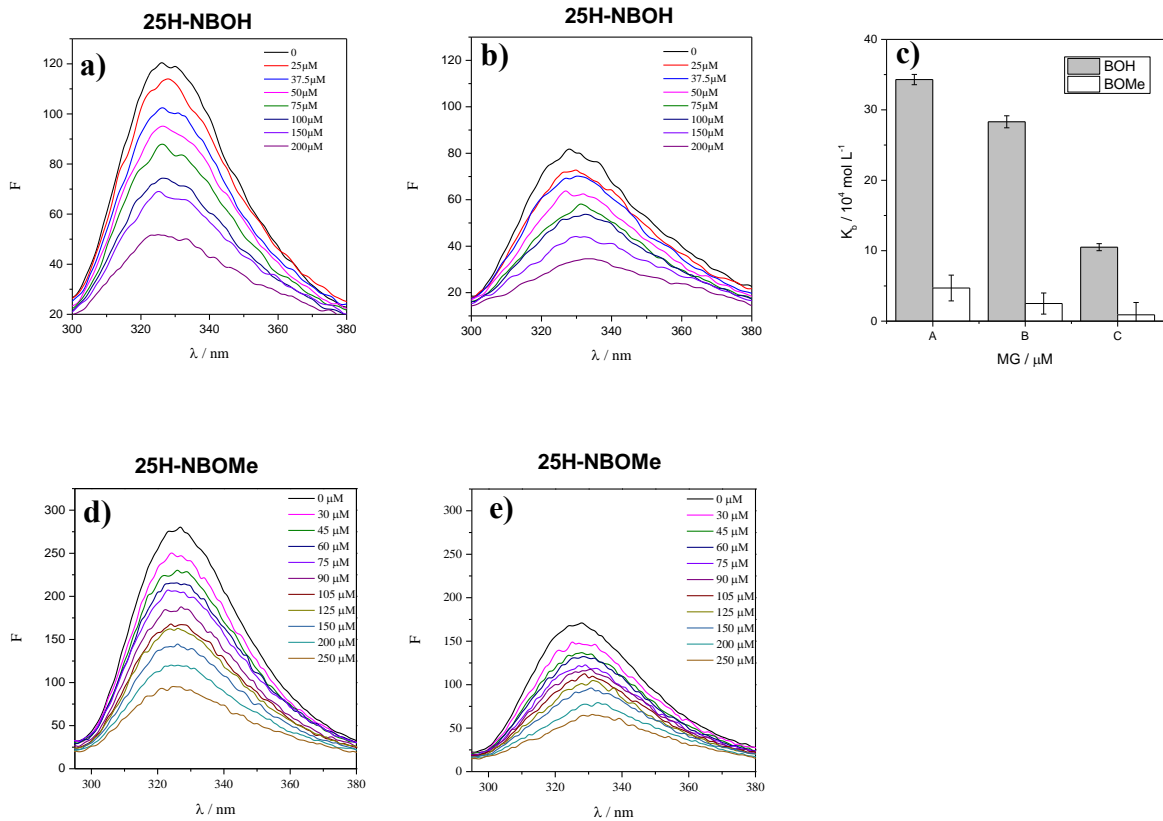 25H-NBOH
a)
0
25µM
37.5µM
50µM
75µM
100µM
150µM
200µM
120
100
80
60
40
20
300 320 340 360 380
F
λ / nm
25H-NBOH
b)
0
25µM
37.5µM
50µM
75µM
100µM
150µM
200µM
120
100
80
60
40
20
300 320 340 360 380
F
λ / nm
c)
BOH
BOMe
40
30
20
10
0
A B C
K_b / 10^4 mol L^-1
MG / µM
25H-NBOMe
d)
0 µM
30 µM
45 µM
60 µM
75 µM
90 µM
105 µM
125 µM
150 µM
200 µM
250 µM
300
250
200
150
100
50
0
300 320 340 360 380
F
λ / nm
25H-NBOMe
e)
0 µM
30 µM
45 µM
60 µM
75 µM
90 µM
105 µM
125 µM
150 µM
200 µM
250 µM
300
250
200
150
100
50
0
300 320 340 360 380
F
λ / nm